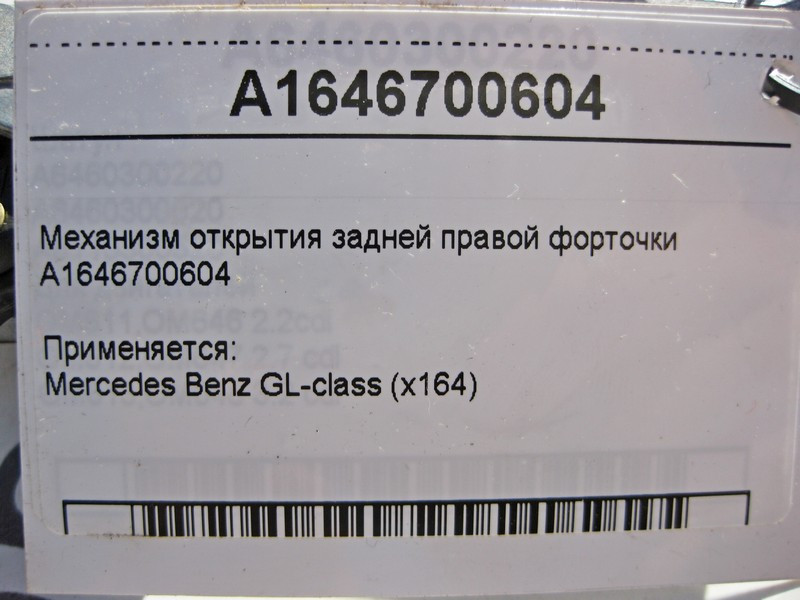 A1646700604
Механизм открытия задней правой форточки
A1646700604
Применяется:
Mercedes Benz GL-class (x164)